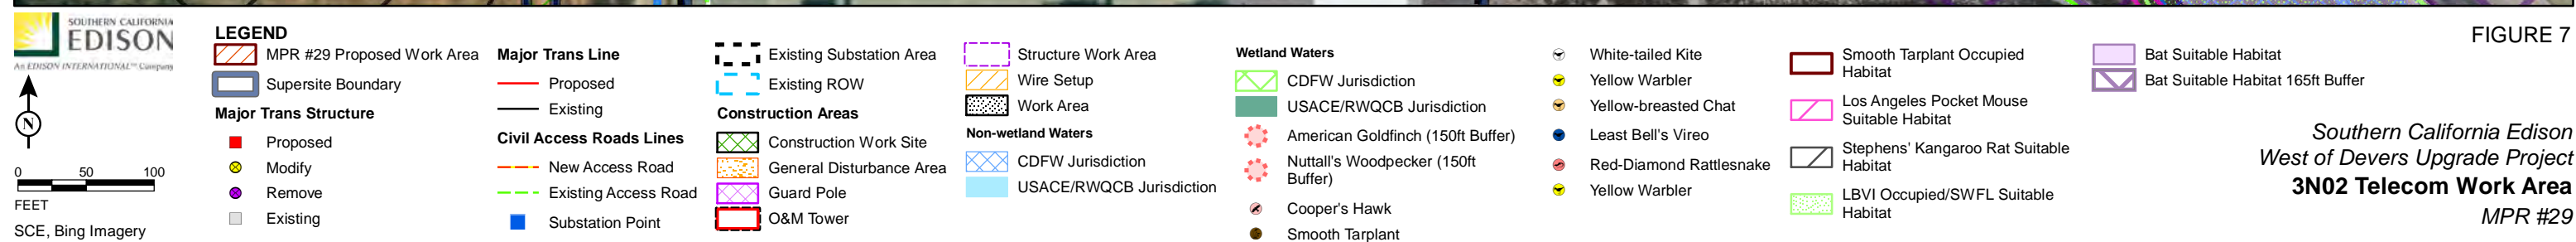 SOUTHERN CALIFORNIA
EDISON
An EDISON INTERNATIONAL℠ Company
N
0 50 100
FEET
SCE, Bing Imagery
LEGEND
MPR #29 Proposed Work Area
Supersite Boundary
Major Trans Structure
Proposed
Modify
Remove
Existing
Major Trans Line
Proposed
Existing
Civil Access Roads Lines
New Access Road
Existing Access Road
Substation Point
Existing Substation Area
Existing ROW
Construction Areas
Construction Work Site
General Disturbance Area
Guard Pole
O&M Tower
Structure Work Area
Wire Setup
Work Area
Non-wetland Waters
CDFW Jurisdiction
USACE/RWQCB Jurisdiction
Wetland Waters
CDFW Jurisdiction
USACE/RWQCB Jurisdiction
American Goldfinch (150ft Buffer)
Nuttall's Woodpecker (150ft
Buffer)
Cooper's Hawk
Smooth Tarplant
White-tailed Kite
Yellow Warbler
Yellow-breasted Chat
Least Bell's Vireo
Red-Diamond Rattlesnake
Yellow Warbler
Smooth Tarplant Occupied
Habitat
Los Angeles Pocket Mouse
Suitable Habitat
Stephens' Kangaroo Rat Suitable
Habitat
LBVI Occupied/SWFL Suitable
Habitat
Bat Suitable Habitat
Bat Suitable Habitat 165ft Buffer
FIGURE 7
Southern California Edison
West of Devers Upgrade Project
3N02 Telecom Work Area
MPR #29